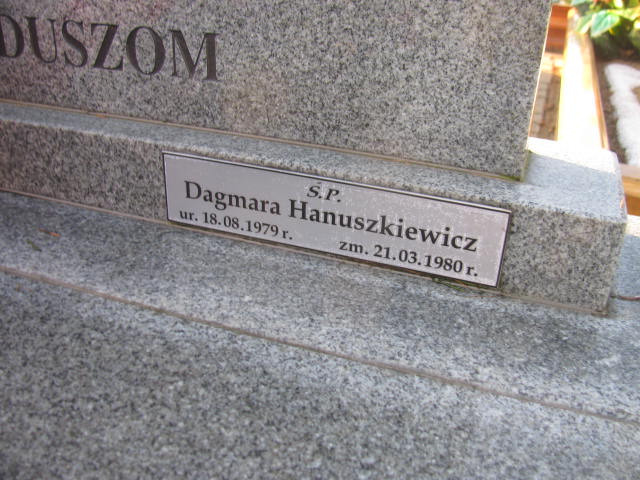 DUSZOM
Ś.P.
Dagmara Hanuszkiewicz
ur. 18.08.1979 r.
zm. 21.03.1980 r.